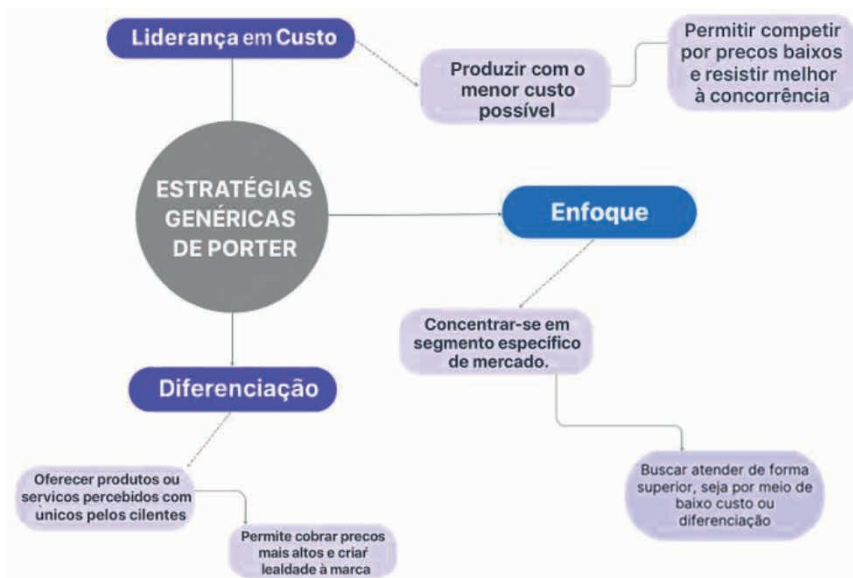 Liderança em Custo
Produzir com o
menor custo
possível
Permitir competir
por preços baixos
e resistir melhor
à concorrência
ESTRATÉGIAS
GENÉRICAS
DE PORTER
Enfoque
Concentrar-se em
segmento específico
de mercado.
Buscar atender de forma
superior, seja por meio de
baixo custo ou
diferenciação
Diferenciação
Oferecer produtos ou
servicos percebidos com
únicos pelos cilentes
Permite cobrar precos
mais altos e criar
lealdade à marca